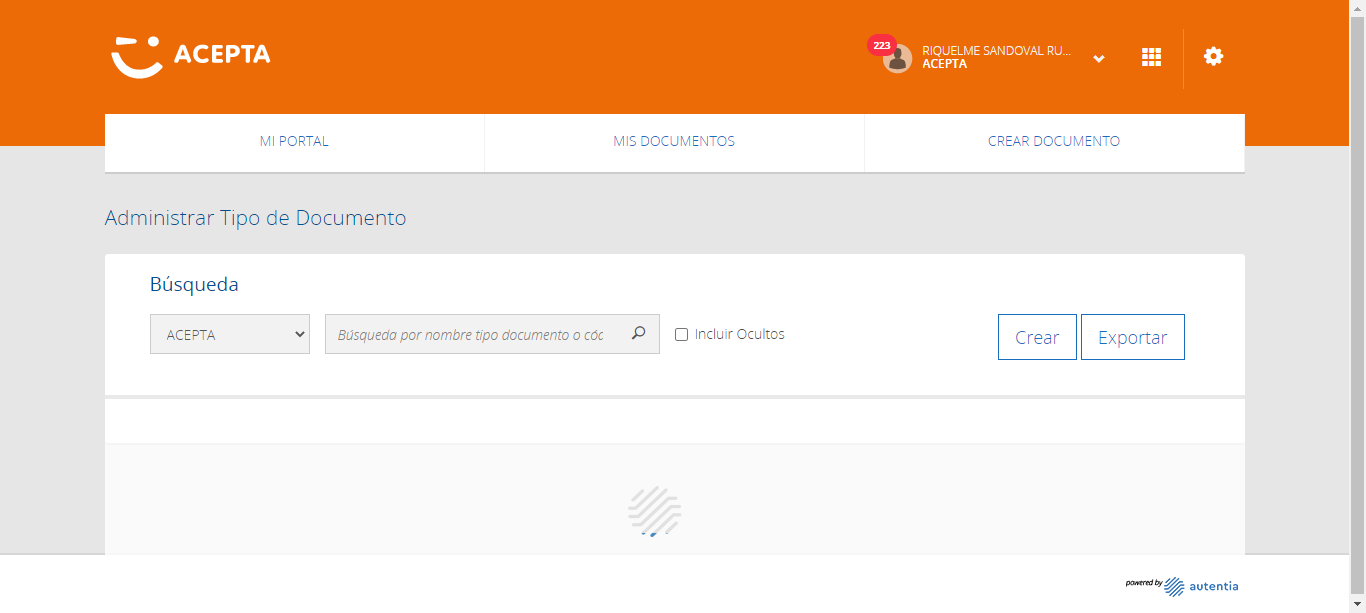 ACEPTA
223
RIQUELME SANDOVAL RU...
ACEPTA
MI PORTAL
MIS DOCUMENTOS
CREAR DOCUMENTO
Administrar Tipo de Documento
Búsqueda
ACEPTA
Búsqueda por nombre tipo documento o cóc
Incluir Ocultos
Crear
Exportar
powered by autentia